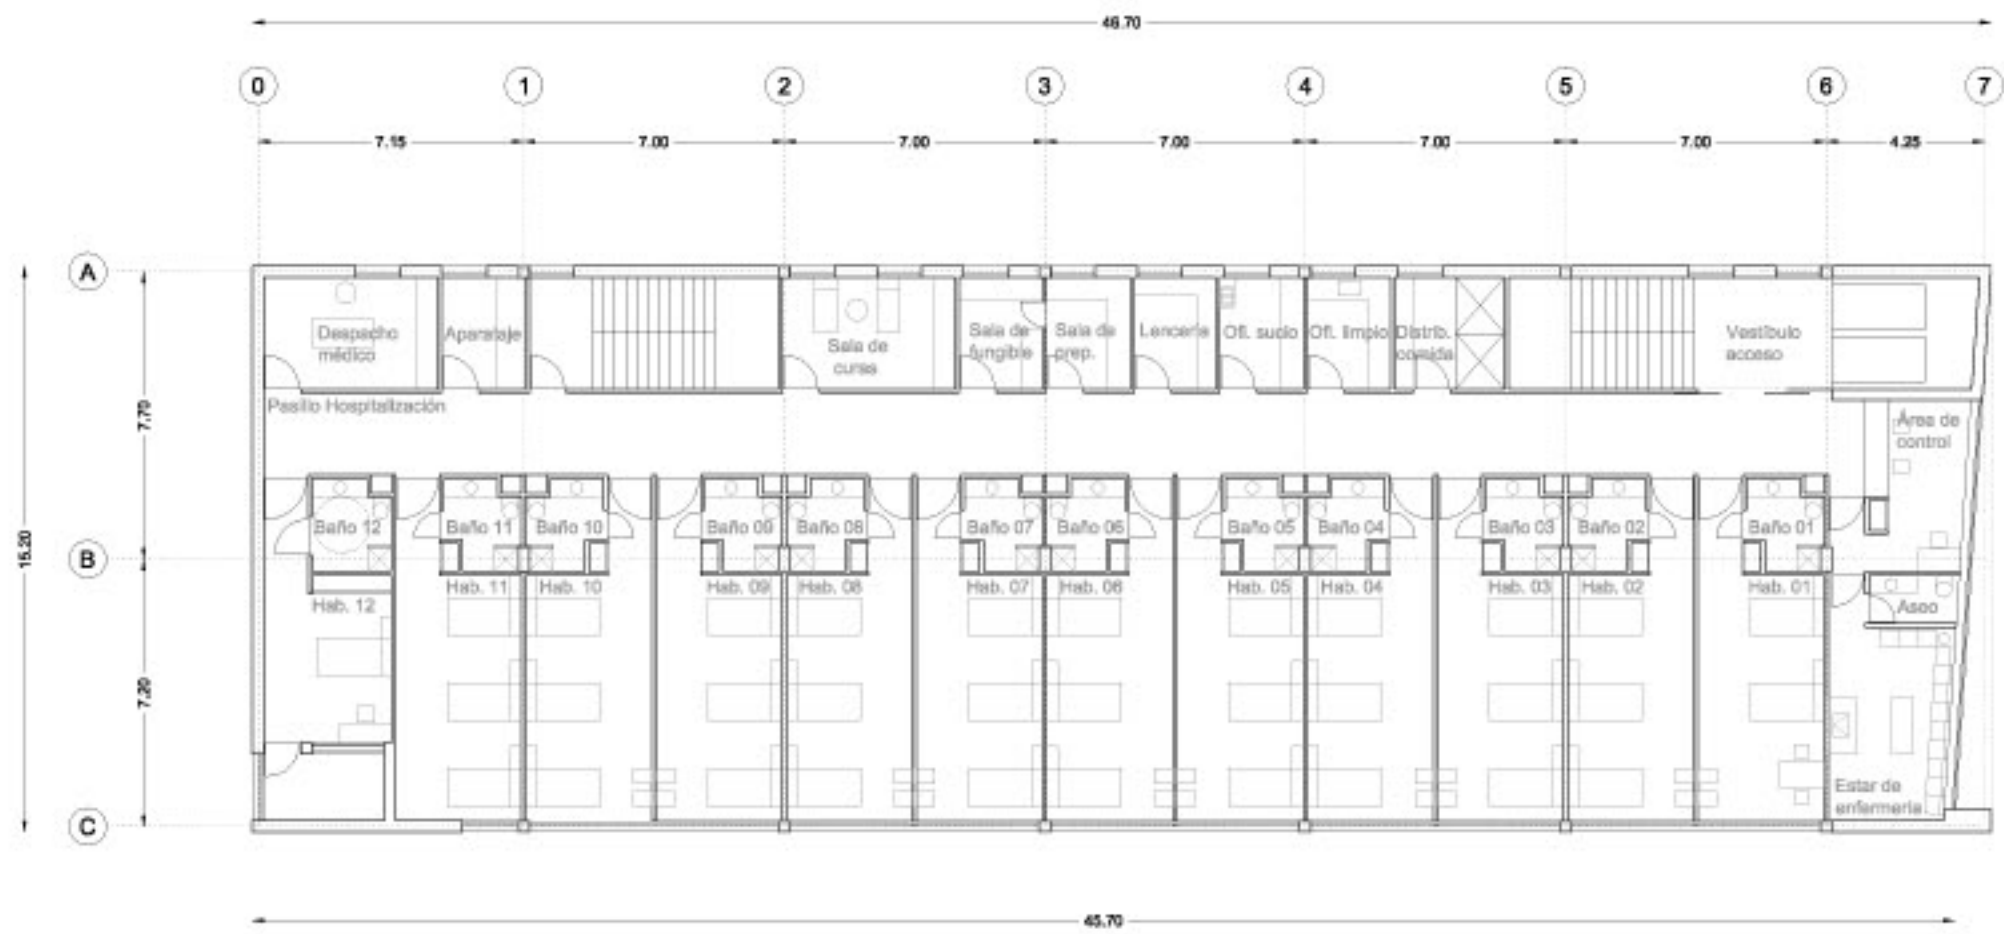 46.70
0 1 2 3 4 5 6 7
7.15 7.00 7.00 7.00 7.00 7.00 4.25
A
Despacho
médico
Aparataje
Sala de
curas
Sala de
fungible
Sala de
prep.
Lencería
Ofi. sucio
Ofi. limpio
Distrib.
comida
Vestíbulo
acceso
Pasillo Hospitalización
7.70
Área de
control
15.20
B
Baño 12
Baño 11
Baño 10
Baño 09
Baño 08
Baño 07
Baño 06
Baño 05
Baño 04
Baño 03
Baño 02
Baño 01
Hab. 12
Hab. 11
Hab. 10
Hab. 09
Hab. 08
Hab. 07
Hab. 06
Hab. 05
Hab. 04
Hab. 03
Hab. 02
Hab. 01
Aseo
7.20
Estar de
enfermería
C
45.70